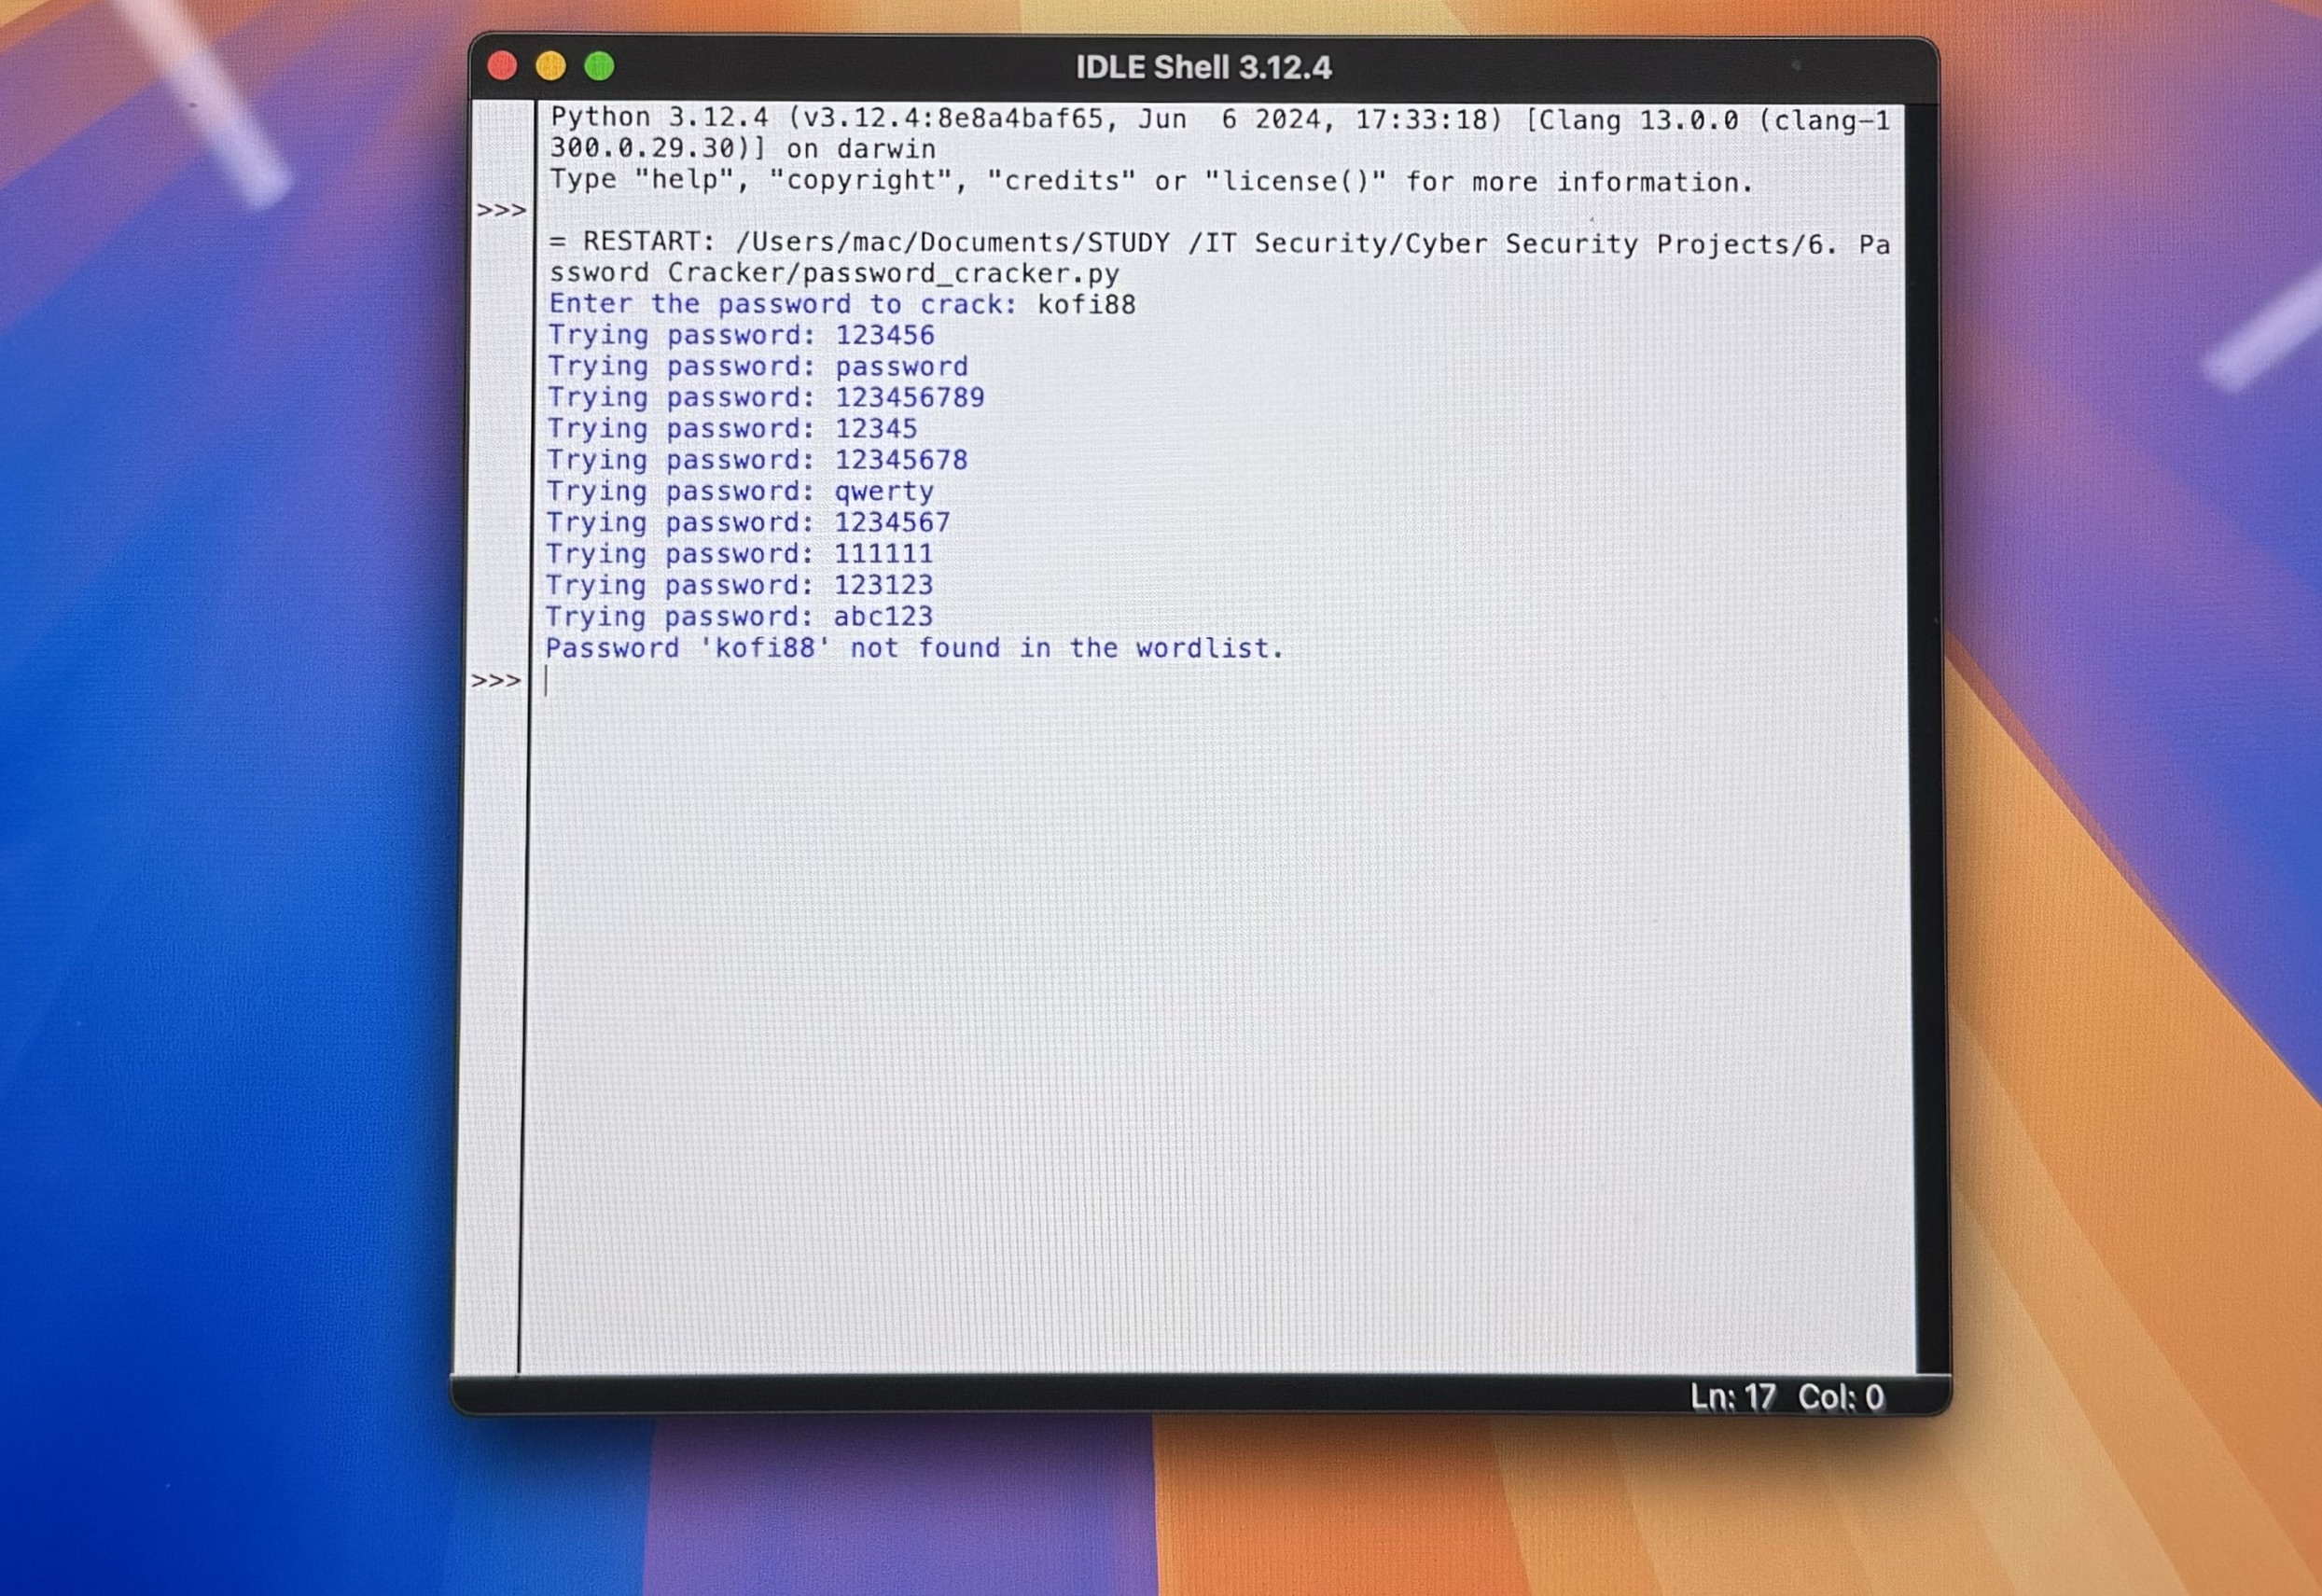 IDLE Shell 3.12.4
Python 3.12.4 (v3.12.4:8e8a4baf65, Jun  6 2024, 17:33:18) [Clang 13.0.0 (clang-1
300.0.29.30)] on darwin
Type "help", "copyright", "credits" or "license()" for more information.
>>>
= RESTART: /Users/mac/Documents/STUDY /IT Security/Cyber Security Projects/6. Pa
ssword Cracker/password_cracker.py
Enter the password to crack: kofi88
Trying password: 123456
Trying password: password
Trying password: 123456789
Trying password: 12345
Trying password: 12345678
Trying password: qwerty
Trying password: 1234567
Trying password: 111111
Trying password: 123123
Trying password: abc123
Password 'kofi88' not found in the wordlist.
>>>
Ln: 17  Col: 0